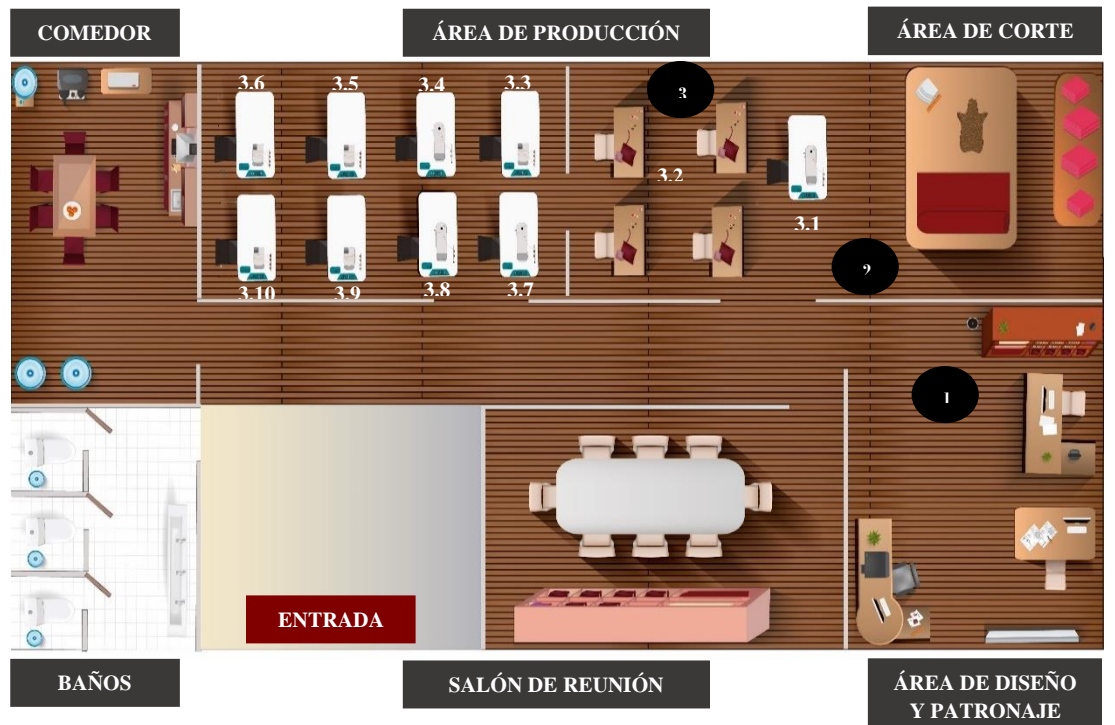 COMEDOR
ÁREA DE PRODUCCIÓN
ÁREA DE CORTE
3.6
3.5
3.4
3.3
3
3.2
3.1
2
3.10
3.9
3.8
3.7
1
ENTRADA
BAÑOS
SALÓN DE REUNIÓN
ÁREA DE DISEÑO
Y PATRONAJE